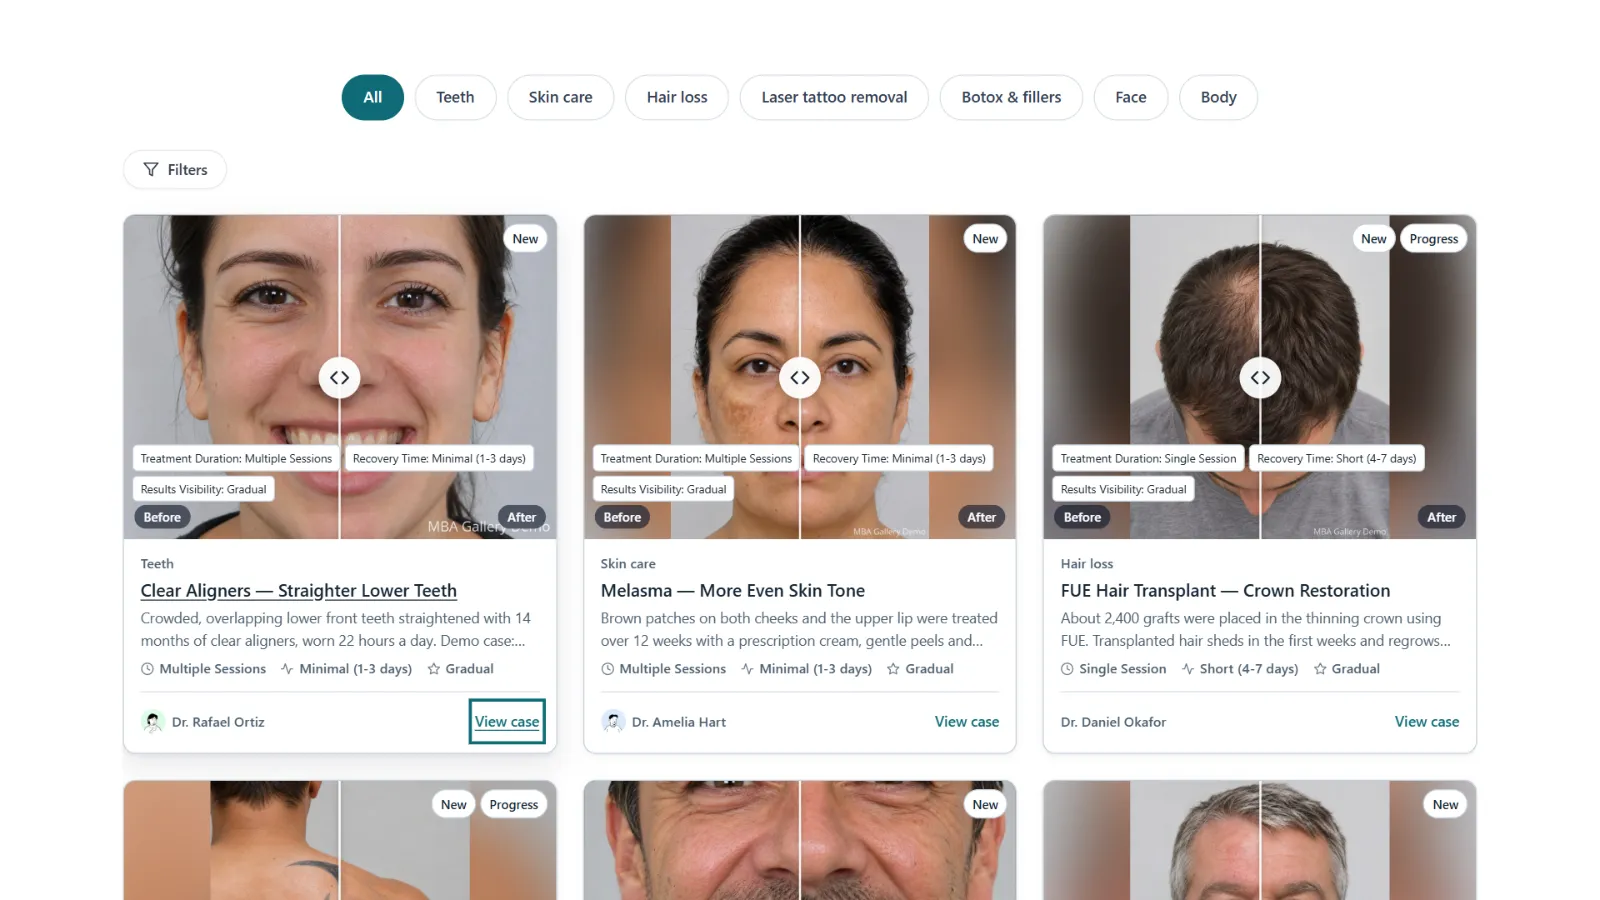 All
Teeth
Skin care
Hair loss
Laser tattoo removal
Botox & fillers
Face
Body
Filters
New
Treatment Duration: Multiple Sessions
Recovery Time: Minimal (1-3 days)
Results Visibility: Gradual
Before
After
MBA Gallery Demo
Teeth
Clear Aligners — Straighter Lower Teeth
Crowded, overlapping lower front teeth straightened with 14
months of clear aligners, worn 22 hours a day. Demo case:...
Multiple Sessions
Minimal (1-3 days)
Gradual
Dr. Rafael Ortiz
View case
New
Treatment Duration: Multiple Sessions
Recovery Time: Minimal (1-3 days)
Results Visibility: Gradual
Before
After
MBA Gallery Demo
Skin care
Melasma — More Even Skin Tone
Brown patches on both cheeks and the upper lip were treated
over 12 weeks with a prescription cream, gentle peels and...
Multiple Sessions
Minimal (1-3 days)
Gradual
Dr. Amelia Hart
View case
New
Progress
Treatment Duration: Single Session
Recovery Time: Short (4-7 days)
Results Visibility: Gradual
Before
After
MBA Gallery Demo
Hair loss
FUE Hair Transplant — Crown Restoration
About 2,400 grafts were placed in the thinning crown using
FUE. Transplanted hair sheds in the first weeks and regrows...
Single Session
Short (4-7 days)
Gradual
Dr. Daniel Okafor
View case
New
Progress
New
New